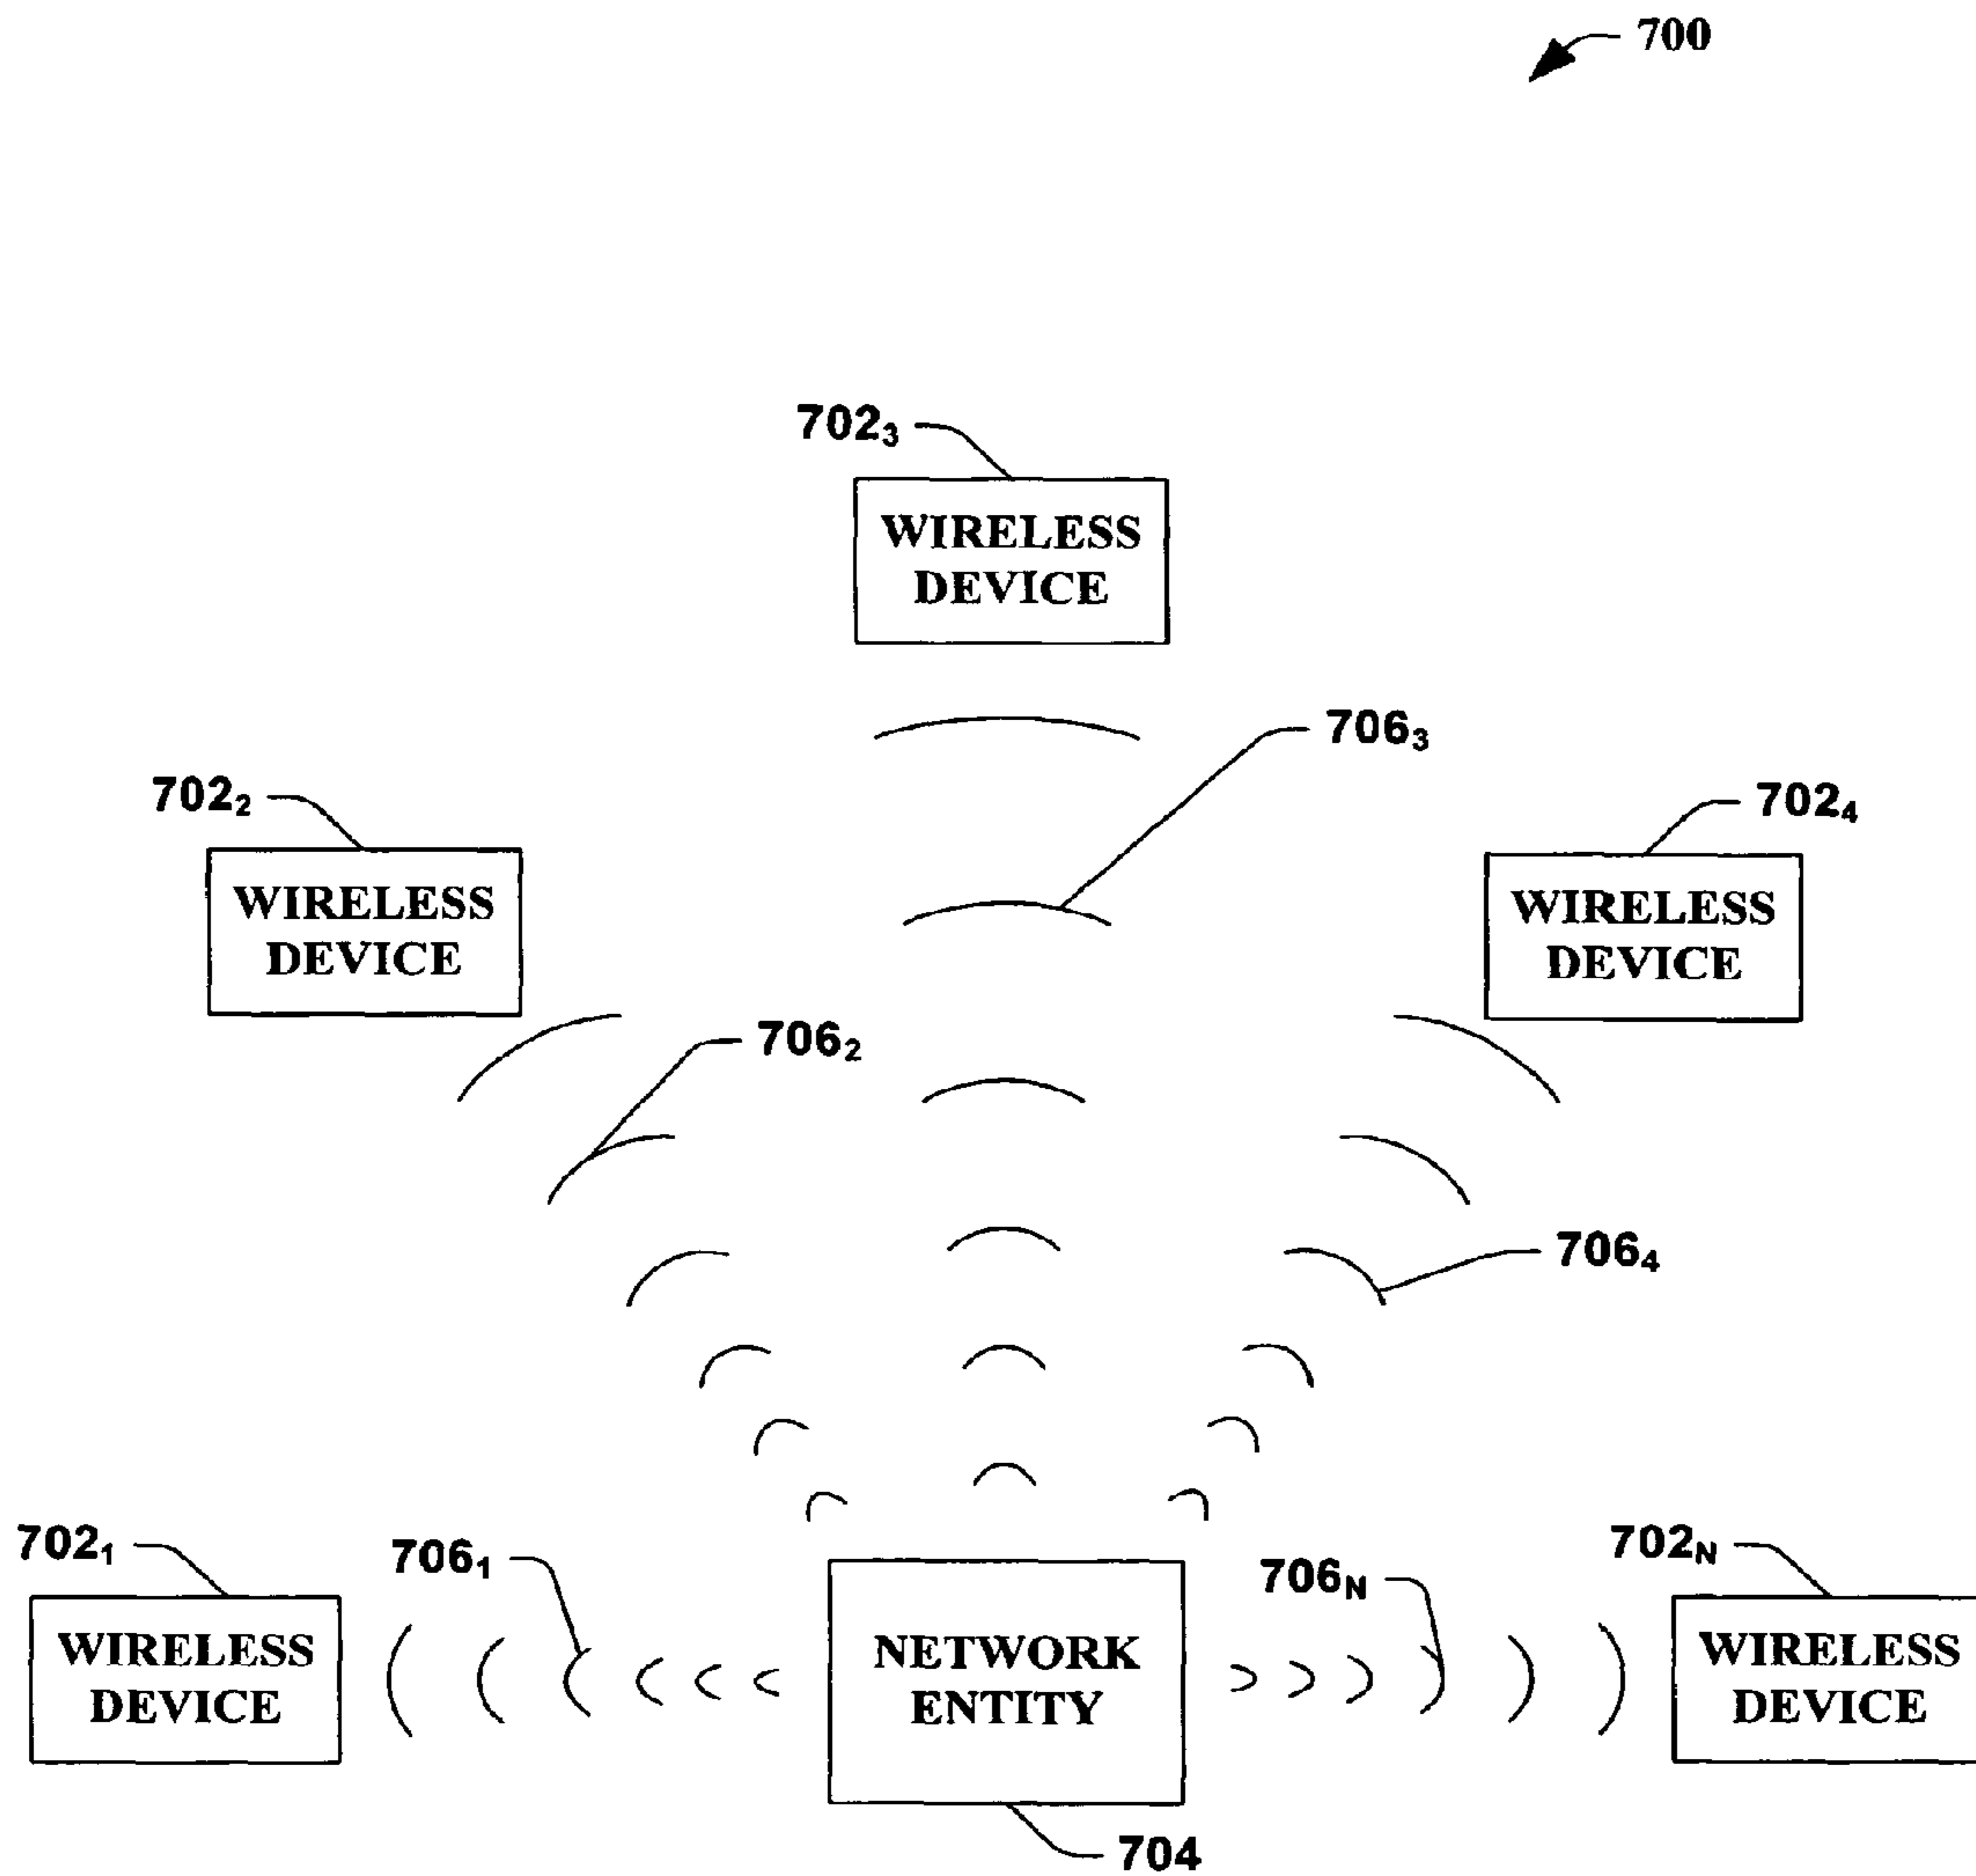 700
702₃
WIRELESS
DEVICE
706₃
702₂
702₄
WIRELESS
DEVICE
WIRELESS
DEVICE
706₂
706₄
702₁
706₁
706N
702N
WIRELESS
DEVICE
NETWORK
ENTITY
WIRELESS
DEVICE
704